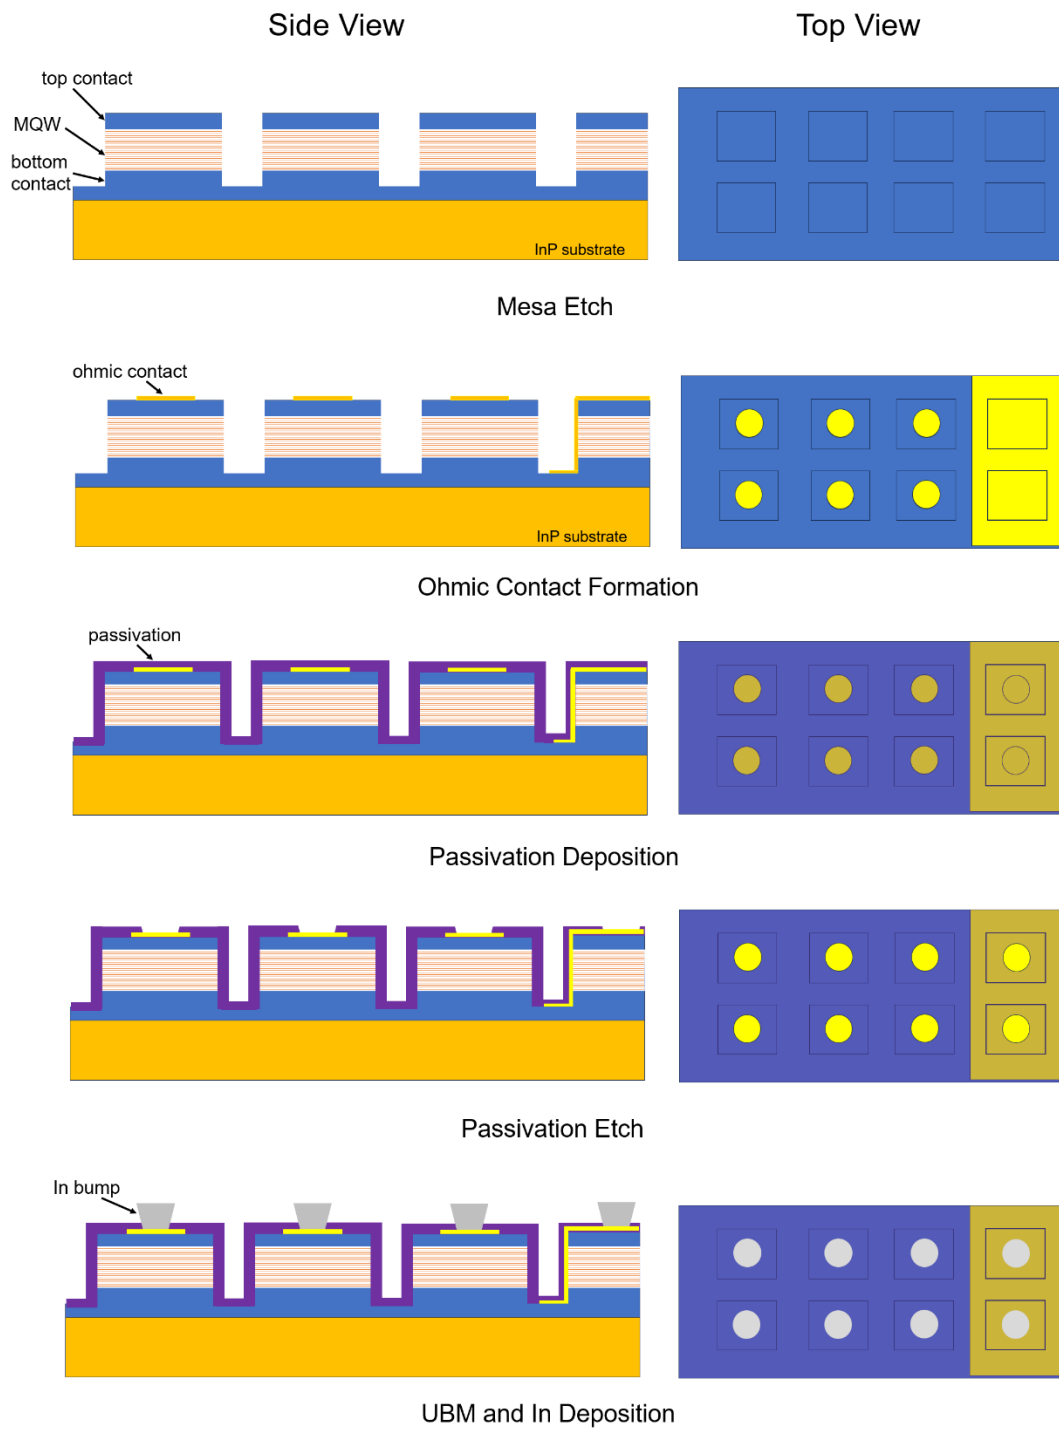 Side View
Top View
top contact
MQW
bottom
contact
InP substrate
Mesa Etch
ohmic contact
InP substrate
Ohmic Contact Formation
passivation
Passivation Deposition
Passivation Etch
In bump
UBM and In Deposition